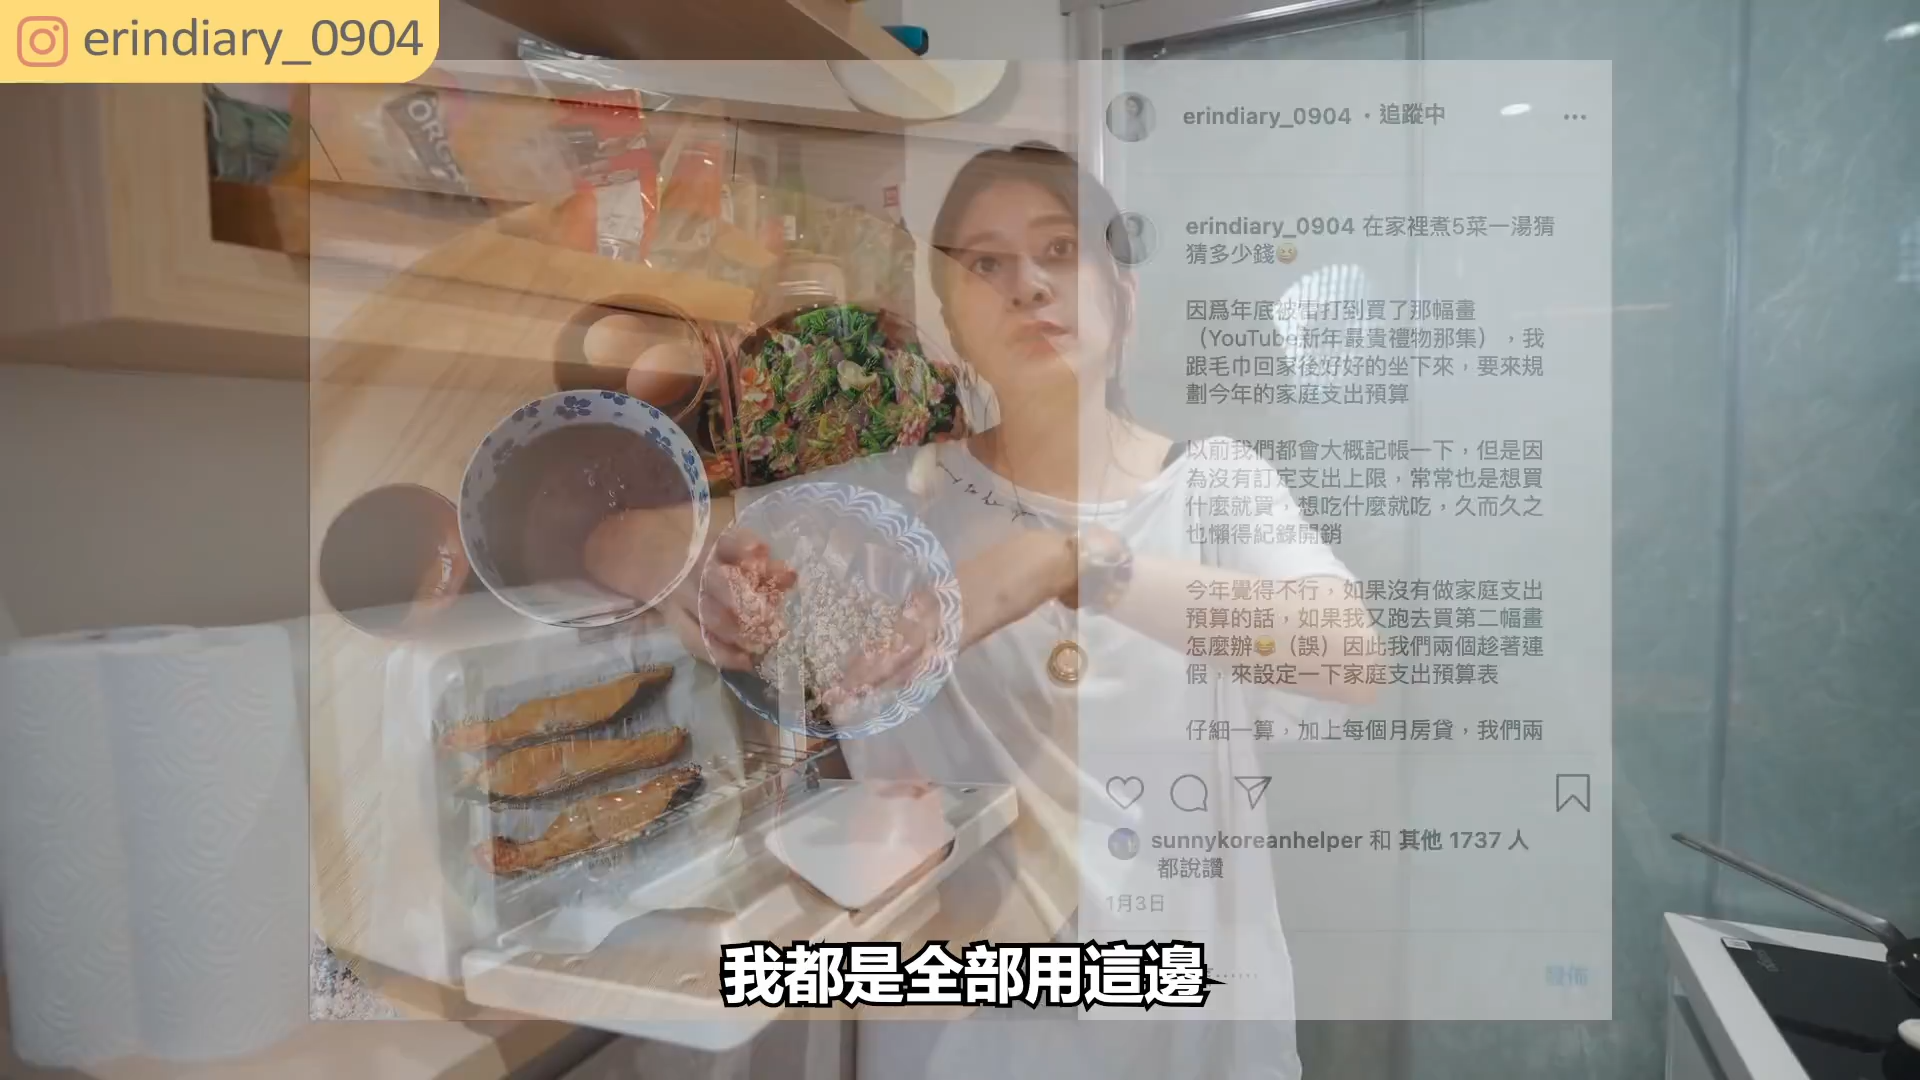 erindiary_0904
ORGA
erindiary_0904・追蹤中
erindiary_0904 在家裡煮5菜一湯猜
猜多少錢😆
因爲年底被雷打到買了那幅畫
（YouTube新年最貴禮物那集），我
跟毛巾回家後好好的坐下來，要來規
劃今年的家庭支出預算
以前我們都會大概記帳一下，但是因
為沒有訂定支出上限，常常也是想買
什麼就買，想吃什麼就吃，久而久之
也懶得紀錄開銷
今年覺得不行，如果沒有做家庭支出
預算的話，如果我又跑去買第二幅畫
怎麼辦😂（誤）因此我們兩個趁著連
假，來設定一下家庭支出預算表
仔細一算，加上每個月房貸，我們兩
sunnykoreanhelper 和 其他 1737 人
都說讚
1月3日
發佈
我都是全部用這邊